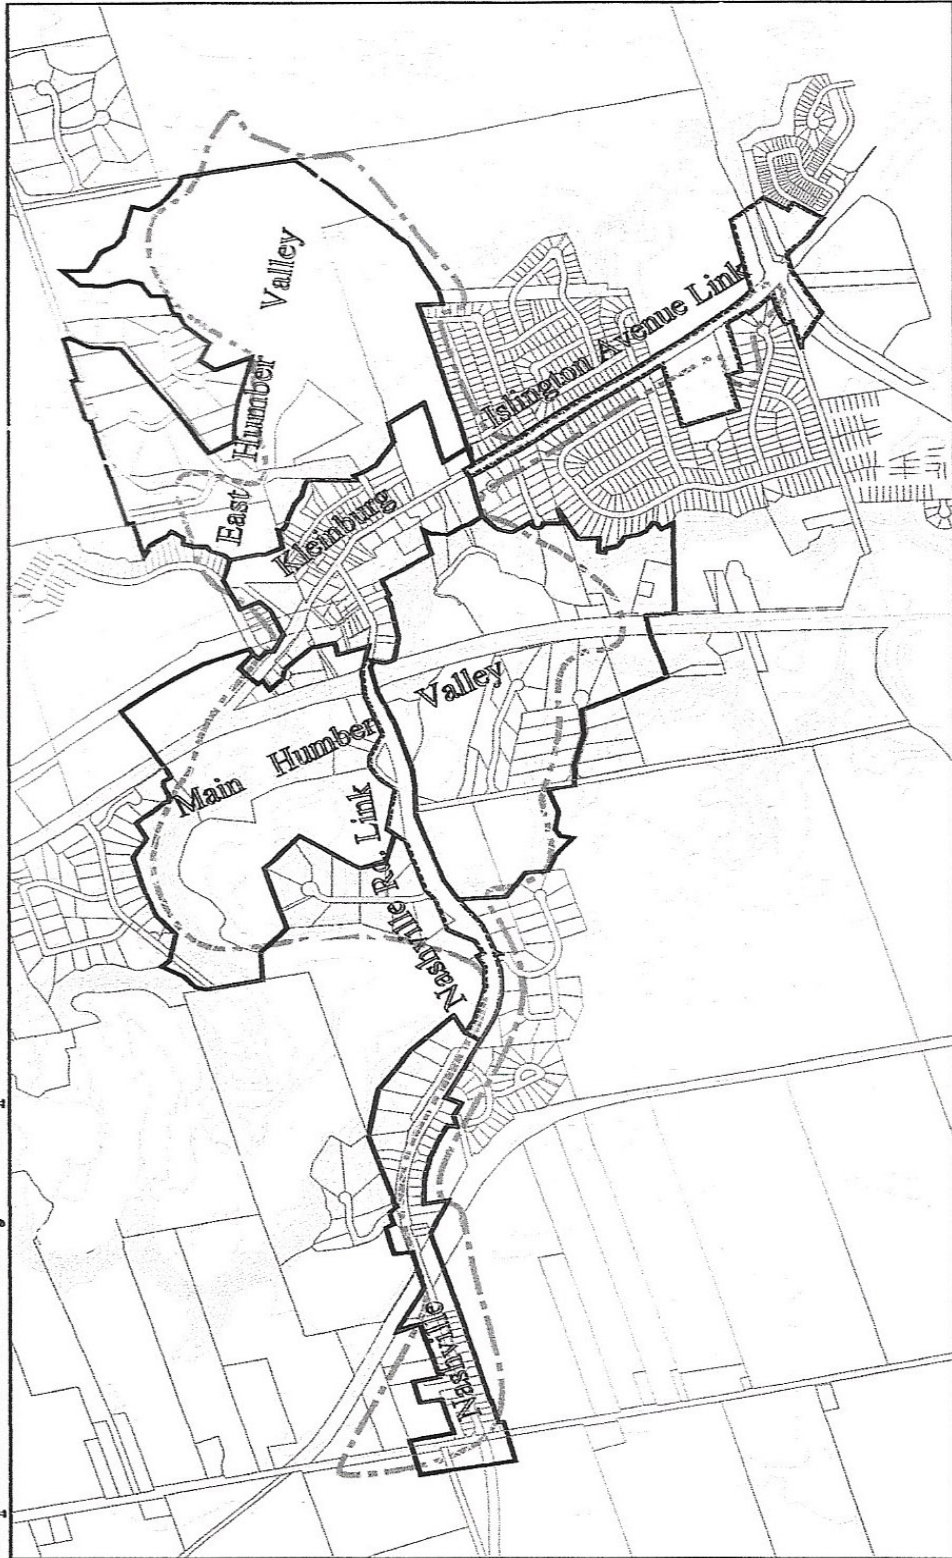 East Humber Valley
Islington Avenue Link
Kleinburg
Main Humber Valley
Nashville Rd. Link
Nashville